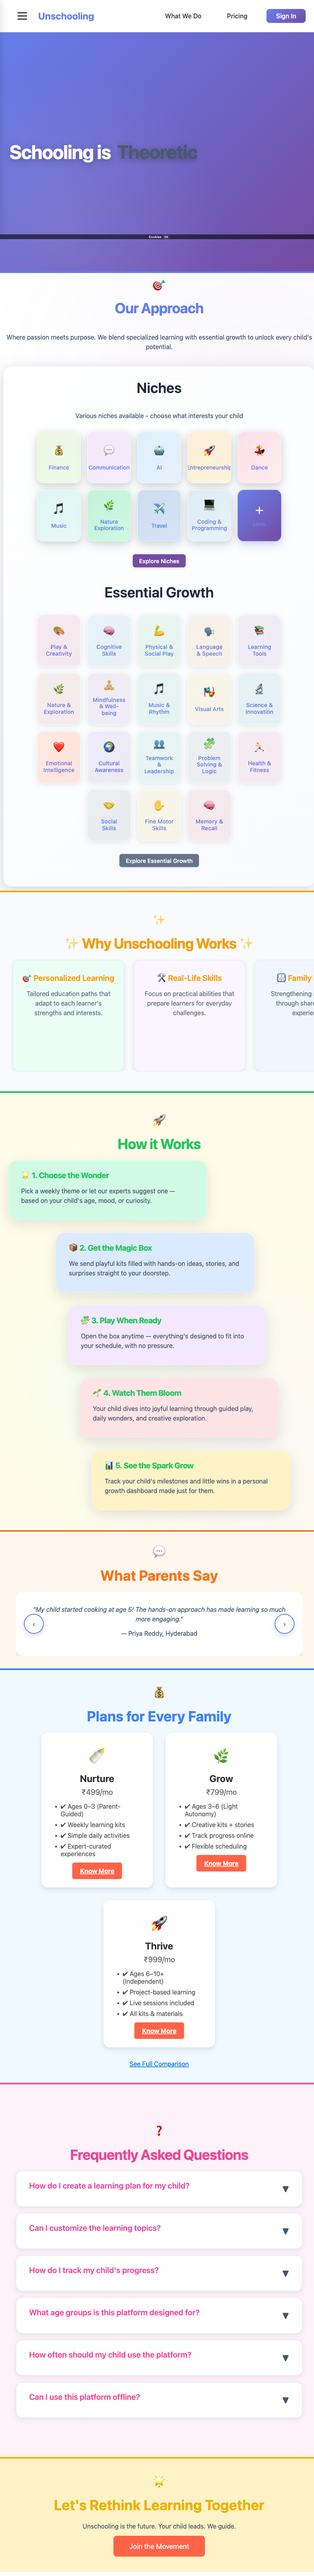 Unschooling
What We Do
Pricing
Sign In
Schooling is Theoretic
Cookies OK
Our Approach
Where passion meets purpose. We blend specialized learning with essential growth to unlock every child's
potential.
Niches
Various niches available - choose what interests your child
Finance
Communication
AI
Entrepreneurship
Dance
Music
Nature
Exploration
Travel
Coding &
Programming
+
Explore Niches
Essential Growth
Play &
Creativity
Cognitive
Skills
Physical &
Social Play
Language
& Speech
Learning
Tools
Nature &
Exploration
Mindfulness
& Well-
being
Music &
Rhythm
Visual Arts
Science &
Innovation
Emotional
Intelligence
Cultural
Awareness
Teamwork
&
Leadership
Problem
Solving &
Logic
Health &
Fitness
Social
Skills
Fine Motor
Skills
Memory &
Recall
Explore Essential Growth
✨ Why Unschooling Works ✨
Personalized Learning
Tailored education paths that
adapt to each learner's
strengths and interests.
Real-Life Skills
Focus on practical abilities that
prepare learners for everyday
challenges.
Family
Strengthening
through shar
experie
How it Works
1. Choose the Wonder
Pick a weekly theme or let our experts suggest one —
based on your child's age, mood, or curiosity.
2. Get the Magic Box
We send playful kits filled with hands-on ideas, stories, and
surprises straight to your doorstep.
3. Play When Ready
Open the box anytime — everything's designed to fit into
your schedule, with no pressure.
4. Watch Them Bloom
Your child dives into joyful learning through guided play,
daily wonders, and creative exploration.
5. See the Spark Grow
Track your child's milestones and little wins in a personal
growth dashboard made just for them.
What Parents Say
"My child started cooking at age 5! The hands-on approach has made learning so much
more engaging."
— Priya Reddy, Hyderabad
‹
›
Plans for Every Family
Nurture
₹499/mo
• ✔ Ages 0–3 (Parent-
Guided)
• ✔ Weekly learning kits
• ✔ Simple daily activities
• ✔ Expert-curated
experiences
Know More
Grow
₹799/mo
• ✔ Ages 3–6 (Light
Autonomy)
• ✔ Creative kits + stories
• ✔ Track progress online
• ✔ Flexible scheduling
Know More
Thrive
₹999/mo
• ✔ Ages 6–10+
(Independent)
• ✔ Project-based learning
• ✔ Live sessions included
• ✔ All kits & materials
Know More
See Full Comparison
Frequently Asked Questions
How do I create a learning plan for my child?
Can I customize the learning topics?
How do I track my child's progress?
What age groups is this platform designed for?
How often should my child use the platform?
Can I use this platform offline?
Let's Rethink Learning Together
Unschooling is the future. Your child leads. We guide.
Join the Movement